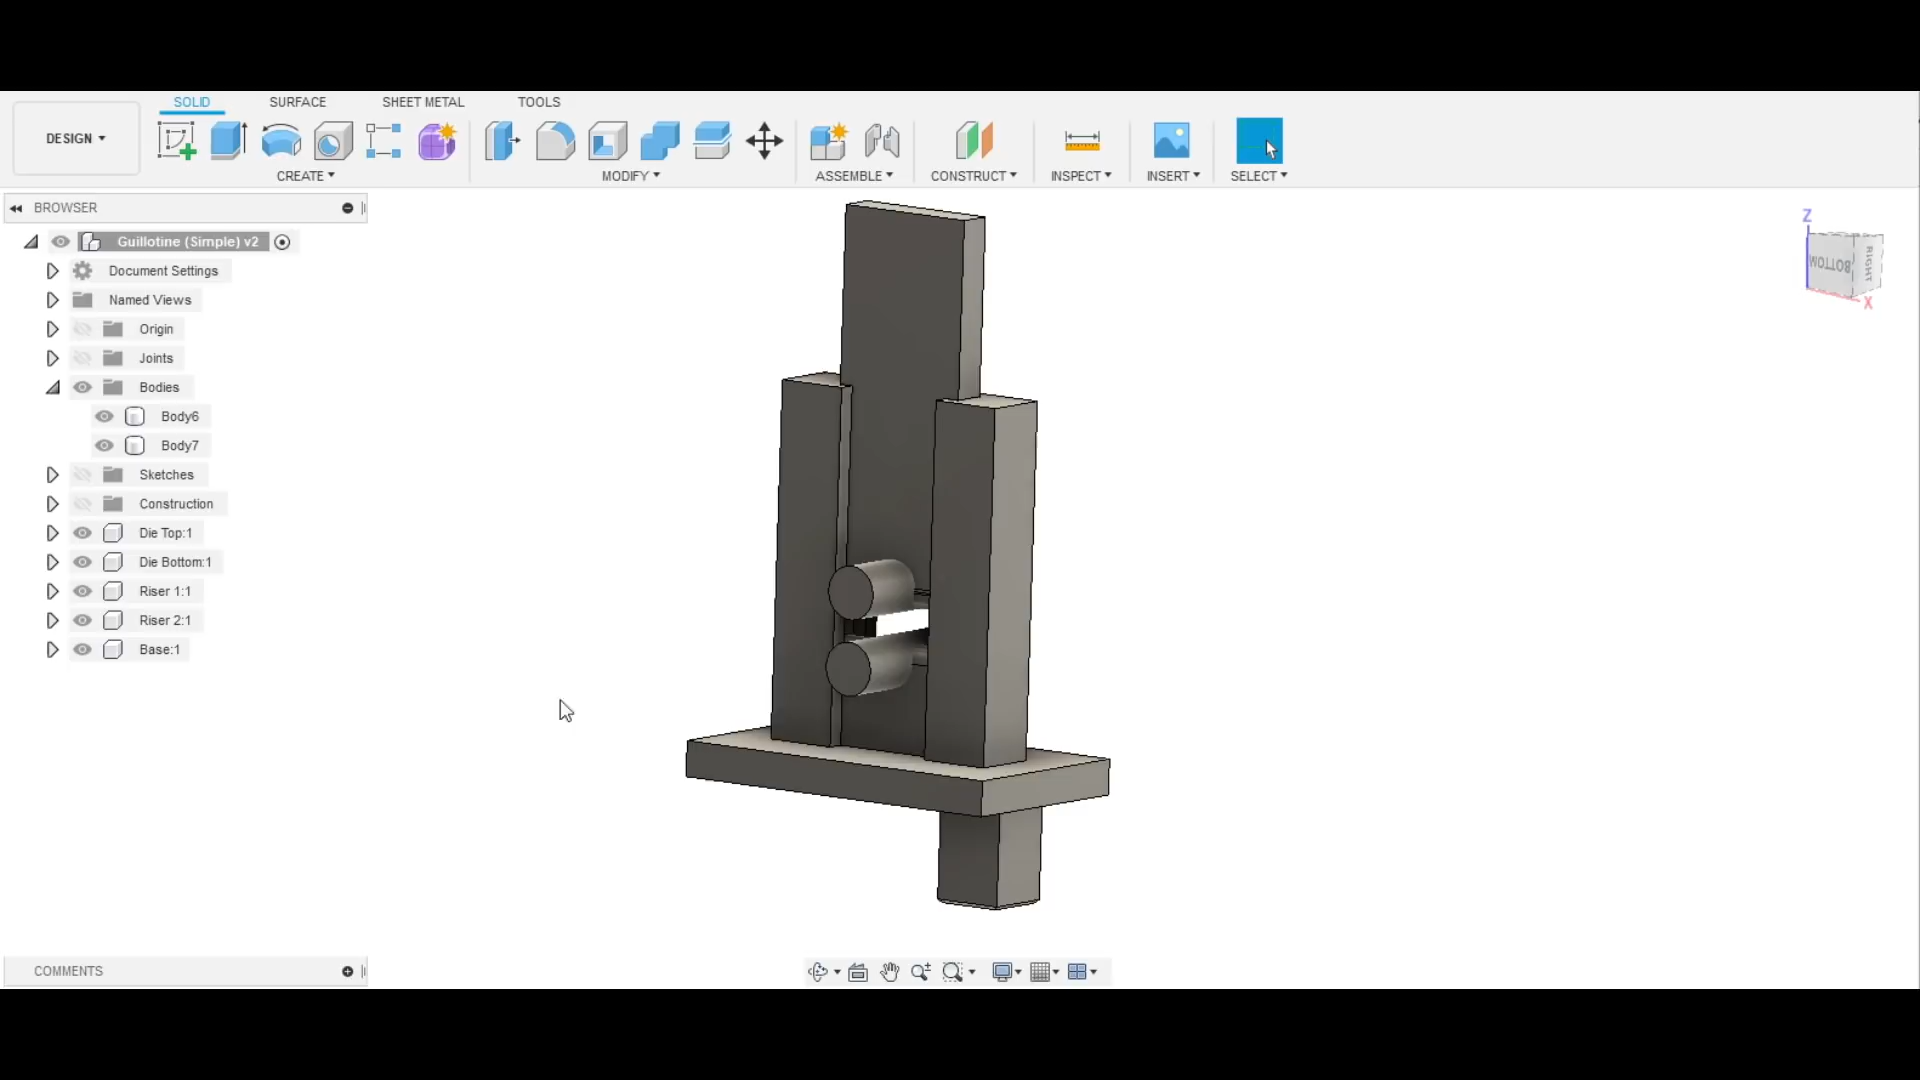 SOLID SURFACE SHEET METAL TOOLS
DESIGN
CREATE MODIFY ASSEMBLE CONSTRUCT INSPECT INSERT SELECT
BROWSER
Guillotine (Simple) v2
Document Settings
Named Views
Origin
Joints
Bodies
Body6
Body7
Sketches
Construction
Die Top:1
Die Bottom:1
Riser 1:1
Riser 2:1
Base:1
Z
BOTTOM
RIGHT
X
COMMENTS